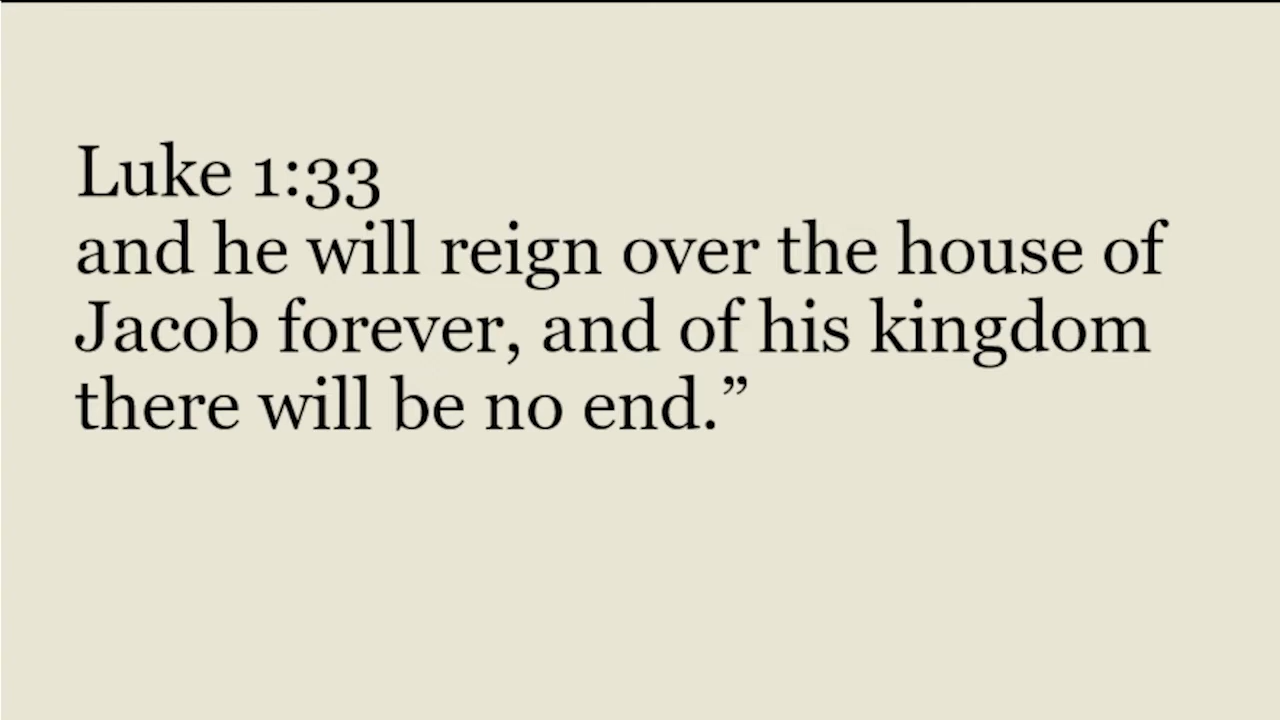 Luke 1:33
and he will reign over the house of
Jacob forever, and of his kingdom
there will be no end.”